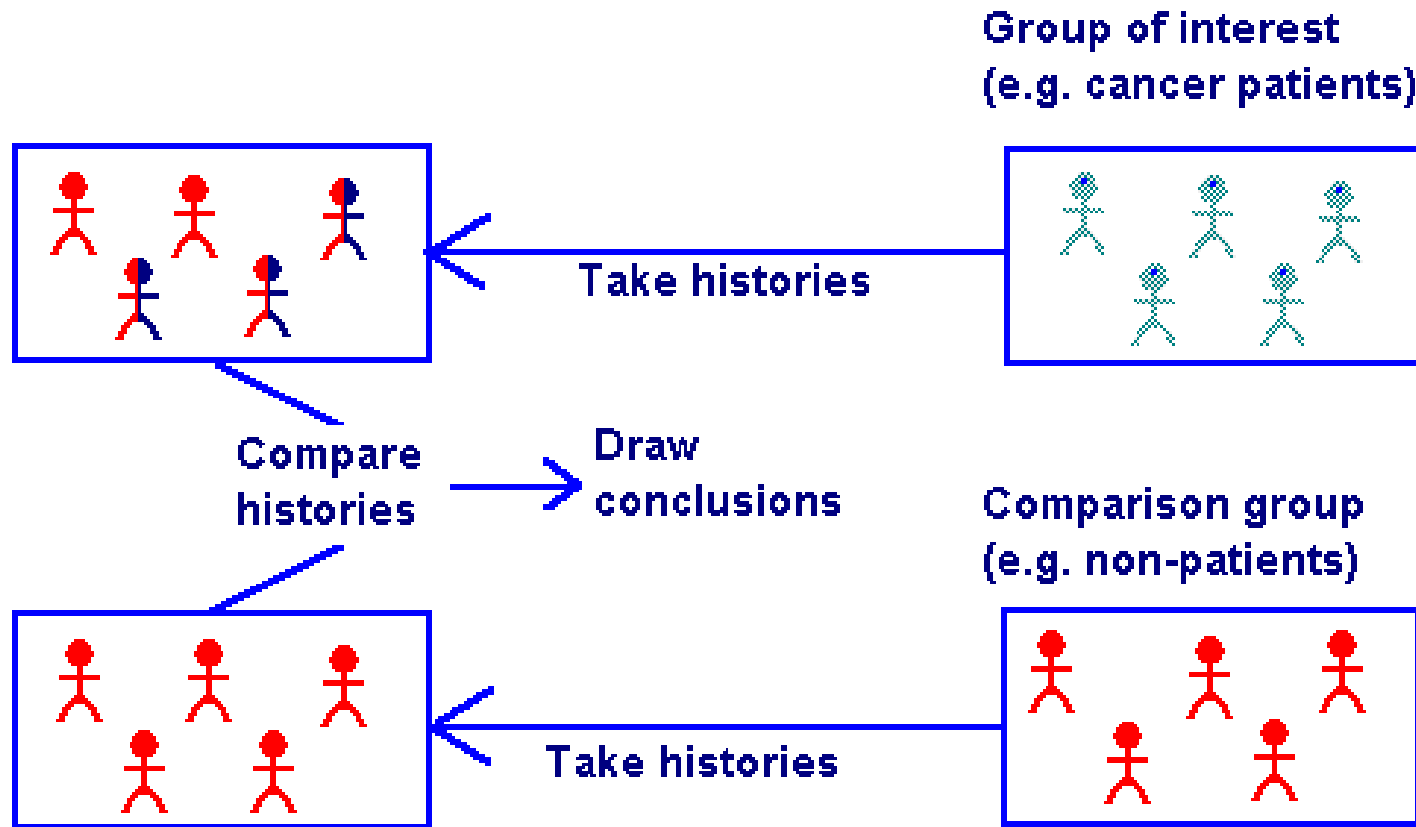 Group of interest
(e.g. cancer patients)
Take histories
Compare
histories
Draw
conclusions
Comparison group
(e.g. non-patients)
Take histories